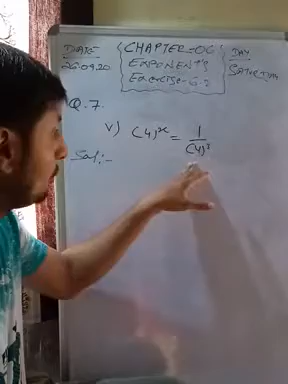 DATE
26.09.20
CHAPTER-06
EXPONENTS
Exercise-6.2
DAY
SATURDAY
Q.7.
v) (4)^x = 1/(4)^3
Sol:-